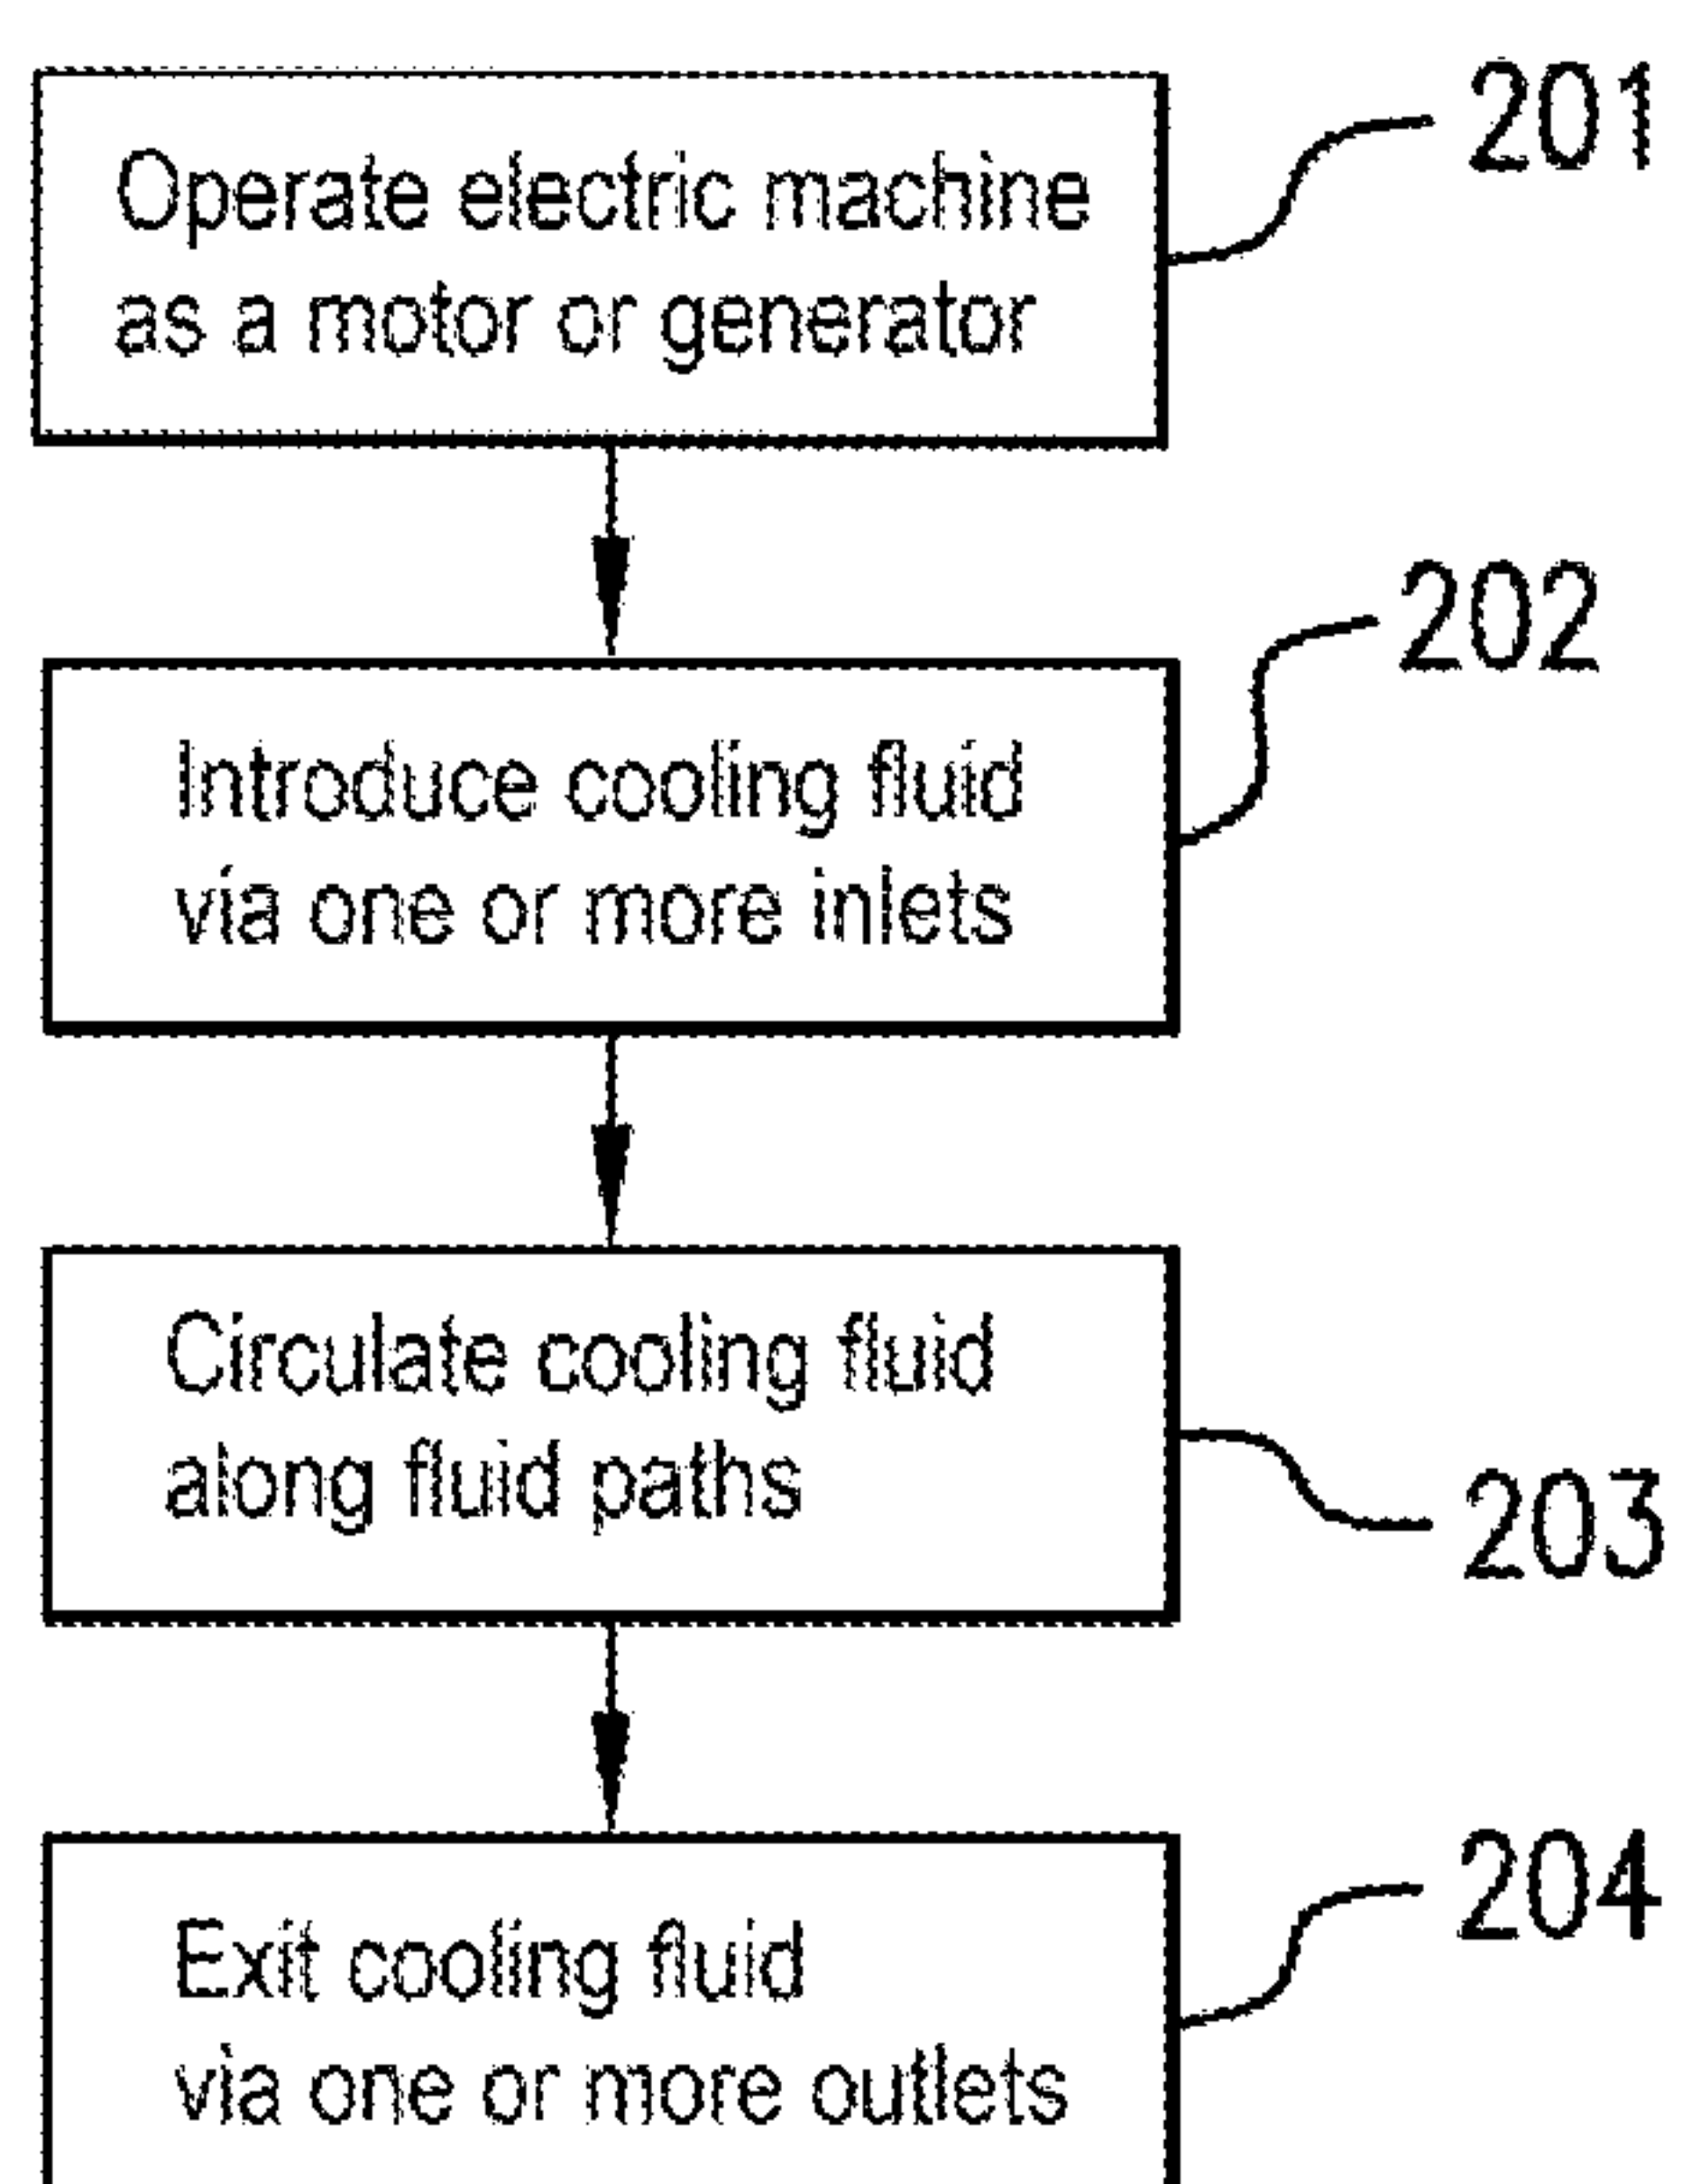 201
Operate electric machine
as a motor or generator
202
Introduce cooling fluid
via one or more inlets
Circulate cooling fluid
along fluid paths
203
204
Exit cooling fluid
via one or more outlets